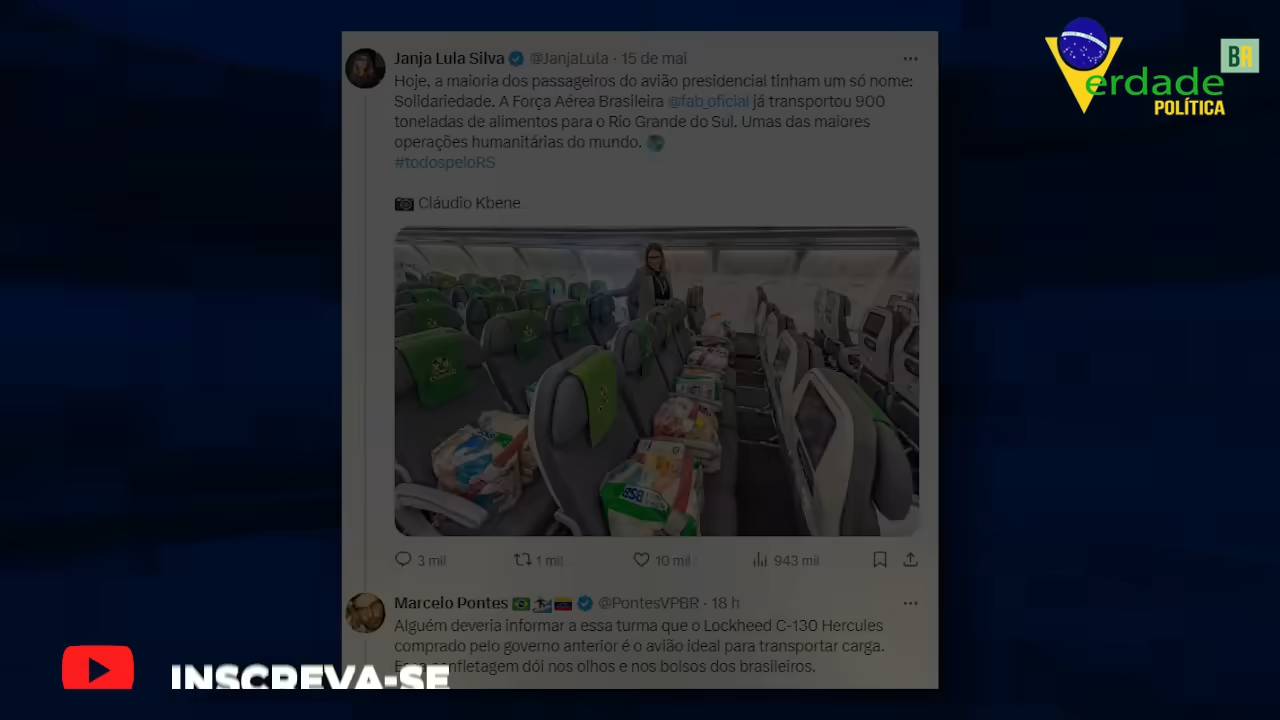 Janja Lula Silva @JanjaLula · 15 de mai
Hoje, a maioria dos passageiros do avião presidencial tinham um só nome:
Solidariedade. A Força Aérea Brasileira @fab_oficial já transportou 900
toneladas de alimentos para o Rio Grande do Sul. Umas das maiores
operações humanitárias do mundo.
#todospeloRS
Cláudio Kbene
BSB
3 mil 1 mil 10 mil 943 mil
Marcelo Pontes @PontesVPBR · 18 h
Alguém deveria informar a essa turma que o Lockheed C-130 Hercules
comprado pelo governo anterior é o avião ideal para transportar carga.
nfletagem dói nos olhos e nos bolsos dos brasileiros.
INSCREVA-SE
erdade
POLÍTICA
BR